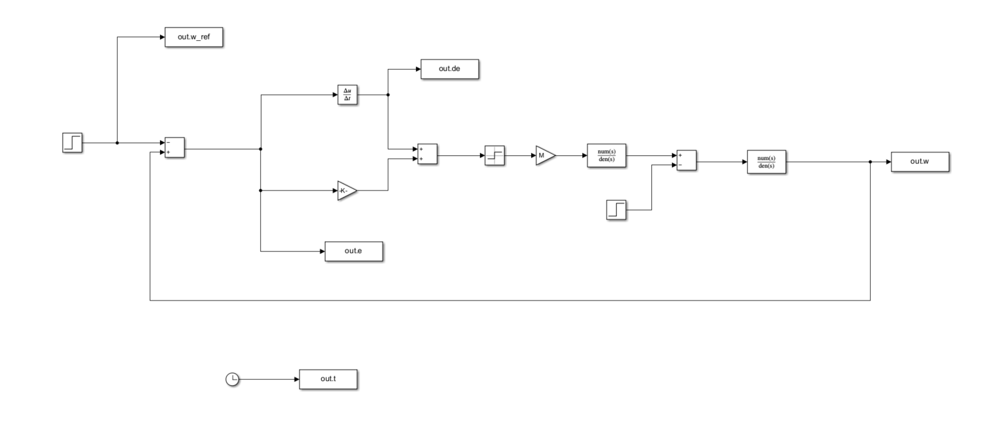 out.w_ref
out.de
Δu
Δt
−
+
+
+
M
num(s)
den(s)
+
−
num(s)
den(s)
out.w
-K-
out.e
out.t